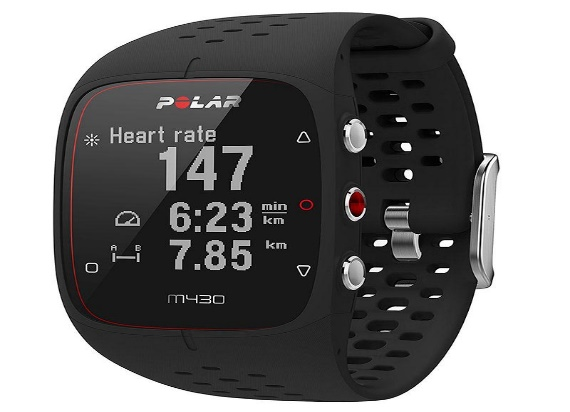 POLAR
Heart rate
147
6:23 min/km
A B
7.85 km
M430